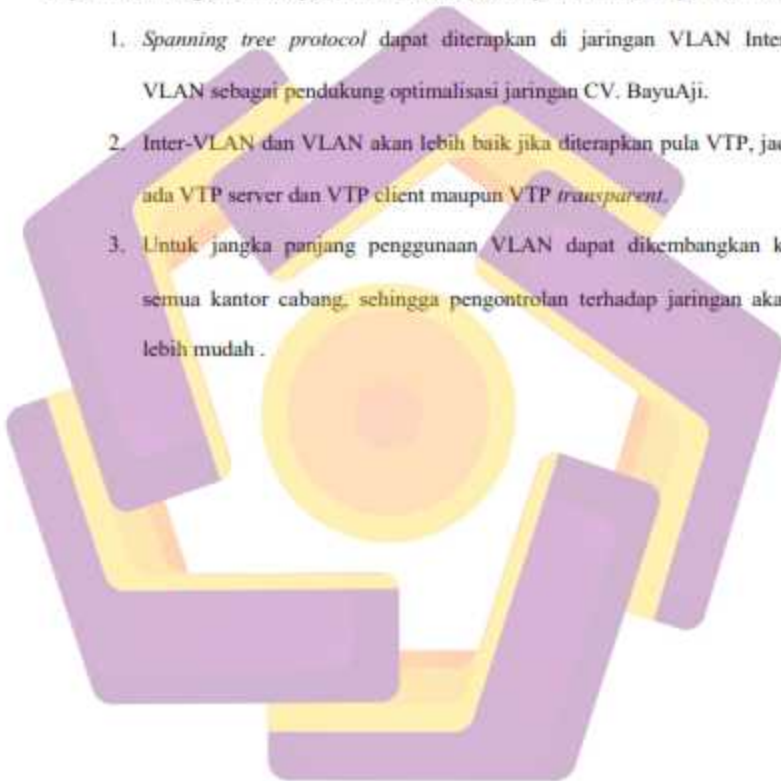 1. Spanning tree protocol dapat diterapkan di jaringan VLAN Inter
VLAN sebagai pendukung optimalisasi jaringan CV. BayuAji.
2. Inter-VLAN dan VLAN akan lebih baik jika diterapkan pula VTP, jad
ada VTP server dan VTP client maupun VTP transparent.
3. Untuk jangka panjang penggunaan VLAN dapat dikembangkan k
semua kantor cabang, sehingga pengontrolan terhadap jaringan aka
lebih mudah .